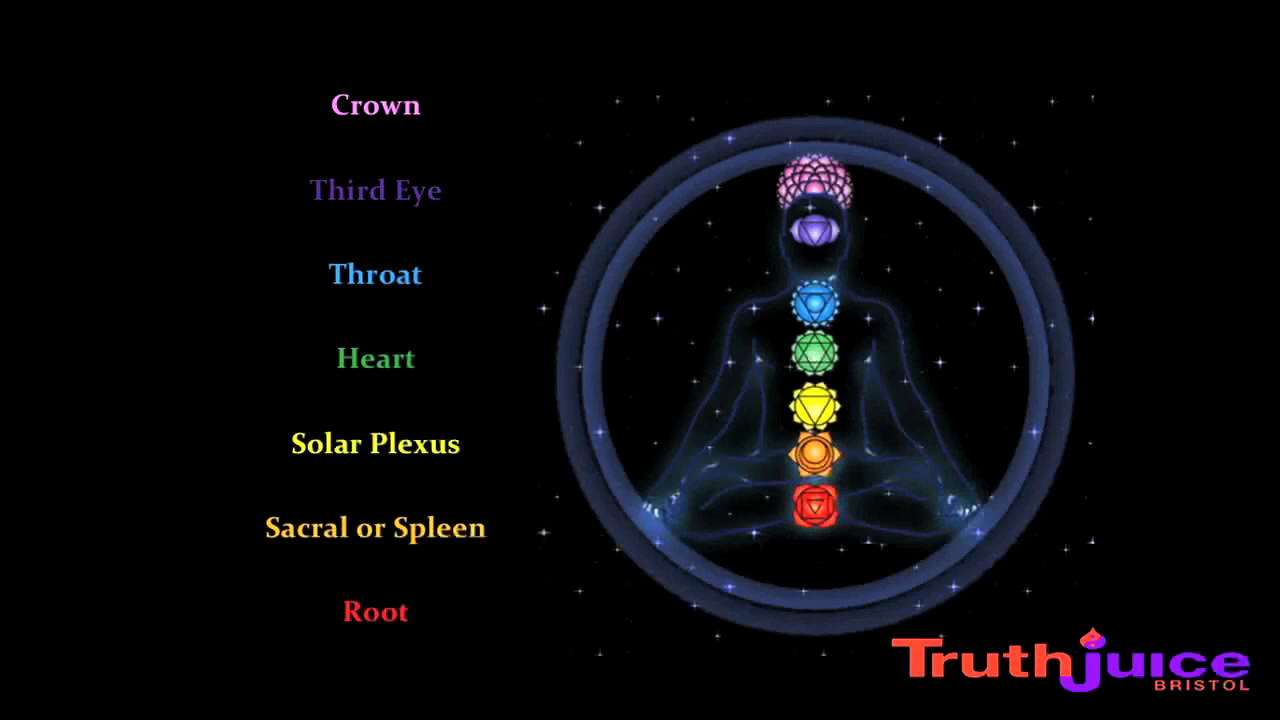 Crown
Third Eye
Throat
Heart
Solar Plexus
Sacral or Spleen
Root
Truthjuice
BRISTOL